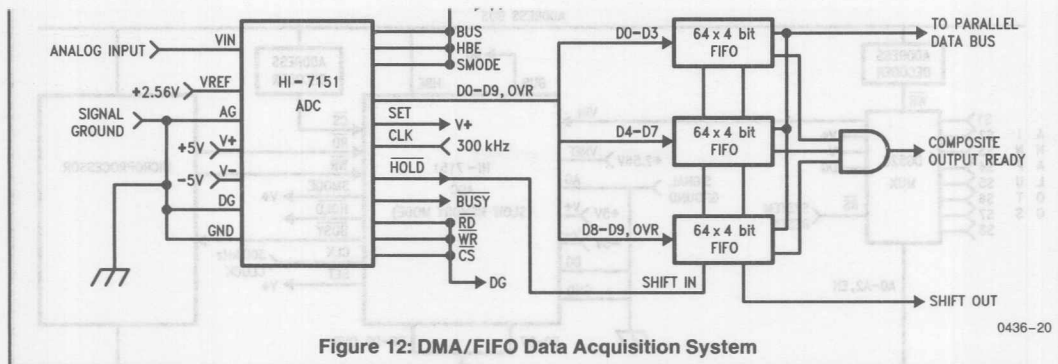 ANALOG INPUT
VIN
+2.56V
VREF
SIGNAL
GROUND
AG
+5V
V+
-5V
V-
DG
GND
HI-7151
ADC
BUS
HBE
SMODE
D0-D9, OVR
SET
V+
CLK
300 kHz
HOLD
BUSY
RD
WR
CS
DG
D0-D3
64 x 4 bit
FIFO
D4-D7
64 x 4 bit
FIFO
D8-D9, OVR
64 x 4 bit
FIFO
SHIFT IN
TO PARALLEL
DATA BUS
COMPOSITE
OUTPUT READY
SHIFT OUT
0436-20
Figure 12: DMA/FIFO Data Acquisition System